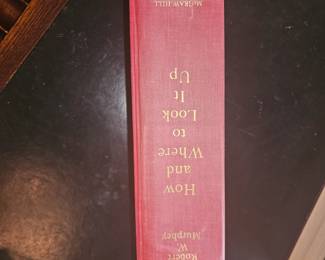 Robert
W.
Murphey
How
and
Where
to
Look
It
Up
McGRAW-HILL